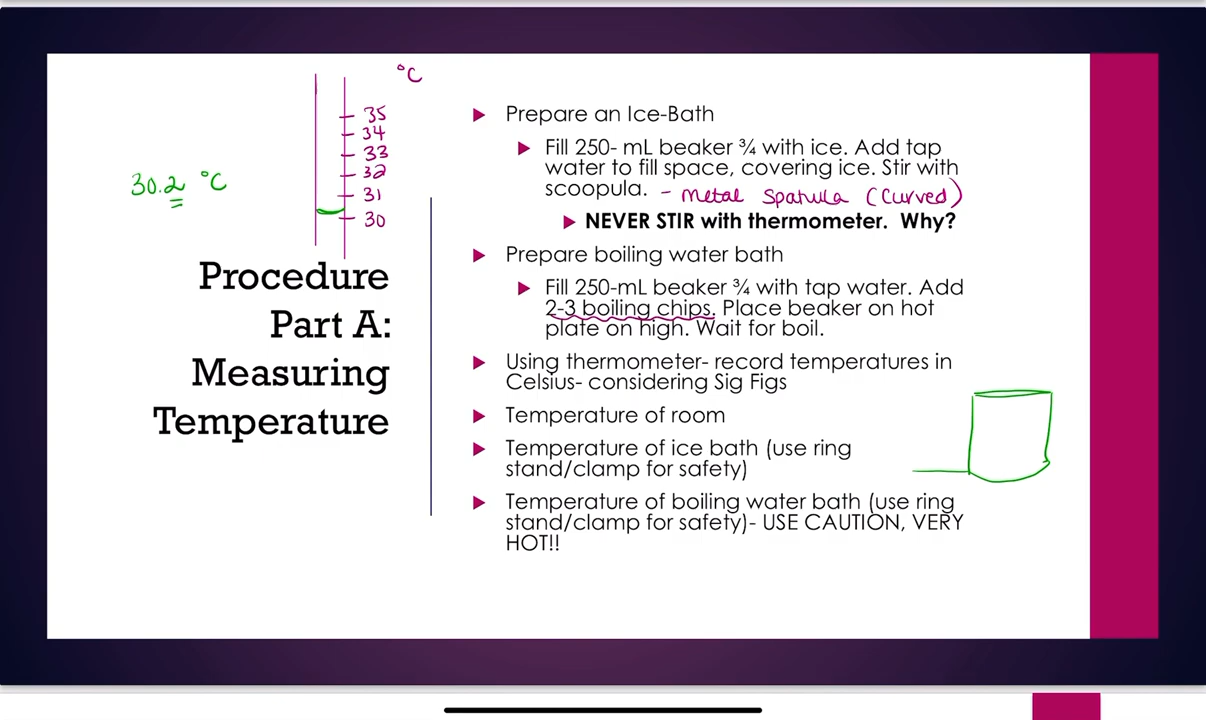 °C
35
34
33
32
31
30
30.2 °C
Procedure
Part A:
Measuring
Temperature
Prepare an Ice-Bath
Fill 250- mL beaker ¾ with ice. Add tap
water to fill space, covering ice. Stir with
scoopula. - metal spatula (curved)
NEVER STIR with thermometer. Why?
Prepare boiling water bath
Fill 250-mL beaker ¾ with tap water. Add
2-3 boiling chips. Place beaker on hot
plate on high. Wait for boil.
Using thermometer- record temperatures in
Celsius- considering Sig Figs
Temperature of room
Temperature of ice bath (use ring
stand/clamp for safety)
Temperature of boiling water bath (use ring
stand/clamp for safety)- USE CAUTION, VERY
HOT!!